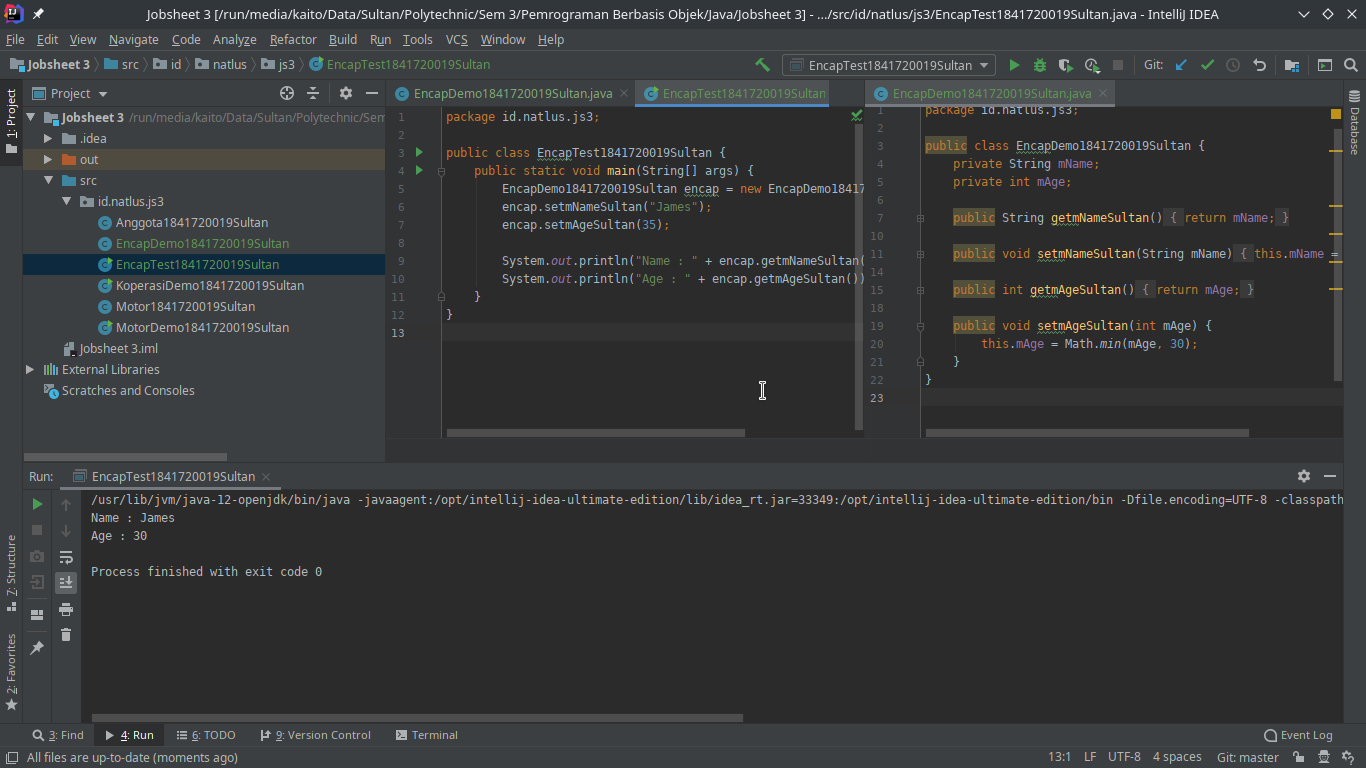 Jobsheet 3 [/run/media/kaito/Data/Sultan/Polytechnic/Sem 3/Pemrograman Berbasis Objek/Java/Jobsheet 3] - .../src/id/natlus/js3/EncapTest1841720019Sultan.java - IntelliJ IDEA
File Edit View Navigate Code Analyze Refactor Build Run Tools VCS Window Help
Jobsheet 3 src id natlus js3 EncapTest1841720019Sultan
EncapTest1841720019Sultan
Git:
1: Project
7: Structure
2: Favorites
Project
Jobsheet 3 /run/media/kaito/Data/Sultan/Polytechnic/Sem
.idea
out
src
id.natlus.js3
Anggota1841720019Sultan
EncapDemo1841720019Sultan
EncapTest1841720019Sultan
KoperasiDemo1841720019Sultan
Motor1841720019Sultan
MotorDemo1841720019Sultan
Jobsheet 3.iml
External Libraries
Scratches and Consoles
EncapDemo1841720019Sultan.java EncapTest1841720019Sultan
1 package id.natlus.js3;
2
3 public class EncapTest1841720019Sultan {
4 public static void main(String[] args) {
5 EncapDemo1841720019Sultan encap = new EncapDemo18417
6 encap.setmNameSultan("James");
7 encap.setmAgeSultan(35);
8
9 System.out.println("Name : " + encap.getmNameSultan(
10 System.out.println("Age : " + encap.getmAgeSultan())
11 }
12 }
13
EncapDemo1841720019Sultan.java
1 package id.natlus.js3;
2
3 public class EncapDemo1841720019Sultan {
4 private String mName;
5 private int mAge;
6
7 public String getmNameSultan() { return mName; }
10
11 public void setmNameSultan(String mName) { this.mName =
14
15 public int getmAgeSultan() { return mAge; }
18
19 public void setmAgeSultan(int mAge) {
20 this.mAge = Math.min(mAge, 30);
21 }
22 }
23
Database
Run: EncapTest1841720019Sultan
/usr/lib/jvm/java-12-openjdk/bin/java -javaagent:/opt/intellij-idea-ultimate-edition/lib/idea_rt.jar=33349:/opt/intellij-idea-ultimate-edition/bin -Dfile.encoding=UTF-8 -classpath
Name : James
Age : 30
Process finished with exit code 0
3: Find 4: Run 6: TODO 9: Version Control Terminal Event Log
All files are up-to-date (moments ago) 13:1 LF UTF-8 4 spaces Git: master